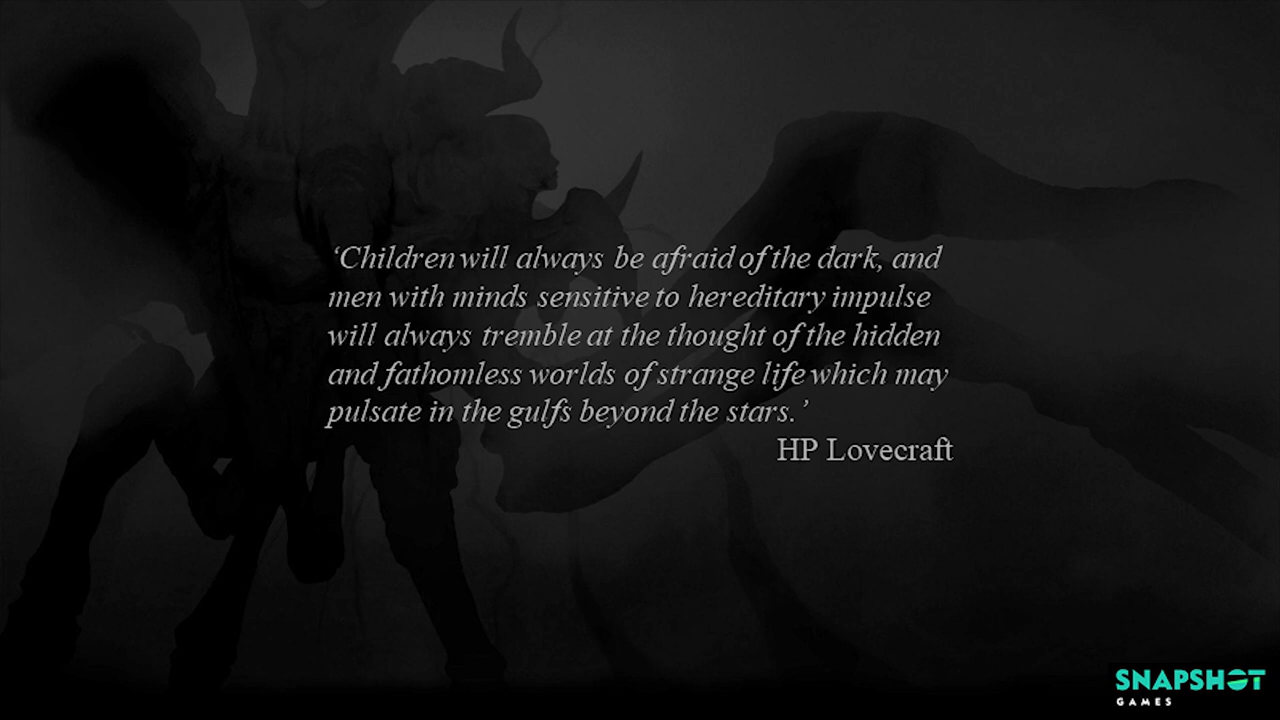 ‘Children will always be afraid of the dark, and
men with minds sensitive to hereditary impulse
will always tremble at the thought of the hidden
and fathomless worlds of strange life which may
pulsate in the gulfs beyond the stars.’
HP Lovecraft
SNAPSHOT
GAMES